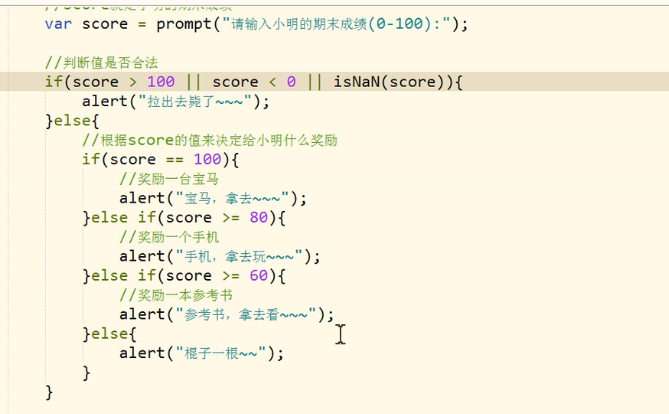 var score = prompt("请输入小明的期末成绩(0-100):");
//判断值是否合法
if(score > 100 || score < 0 || isNaN(score)){
alert("拉出去毙了~~~");
}else{
//根据score的值来决定给小明什么奖励
if(score == 100){
//奖励一台宝马
alert("宝马，拿去~~~");
}else if(score >= 80){
//奖励一个手机
alert("手机，拿去玩~~~");
}else if(score >= 60){
//奖励一本参考书
alert("参考书，拿去看~~~");
}else{
alert("棍子一根~~");
}
}